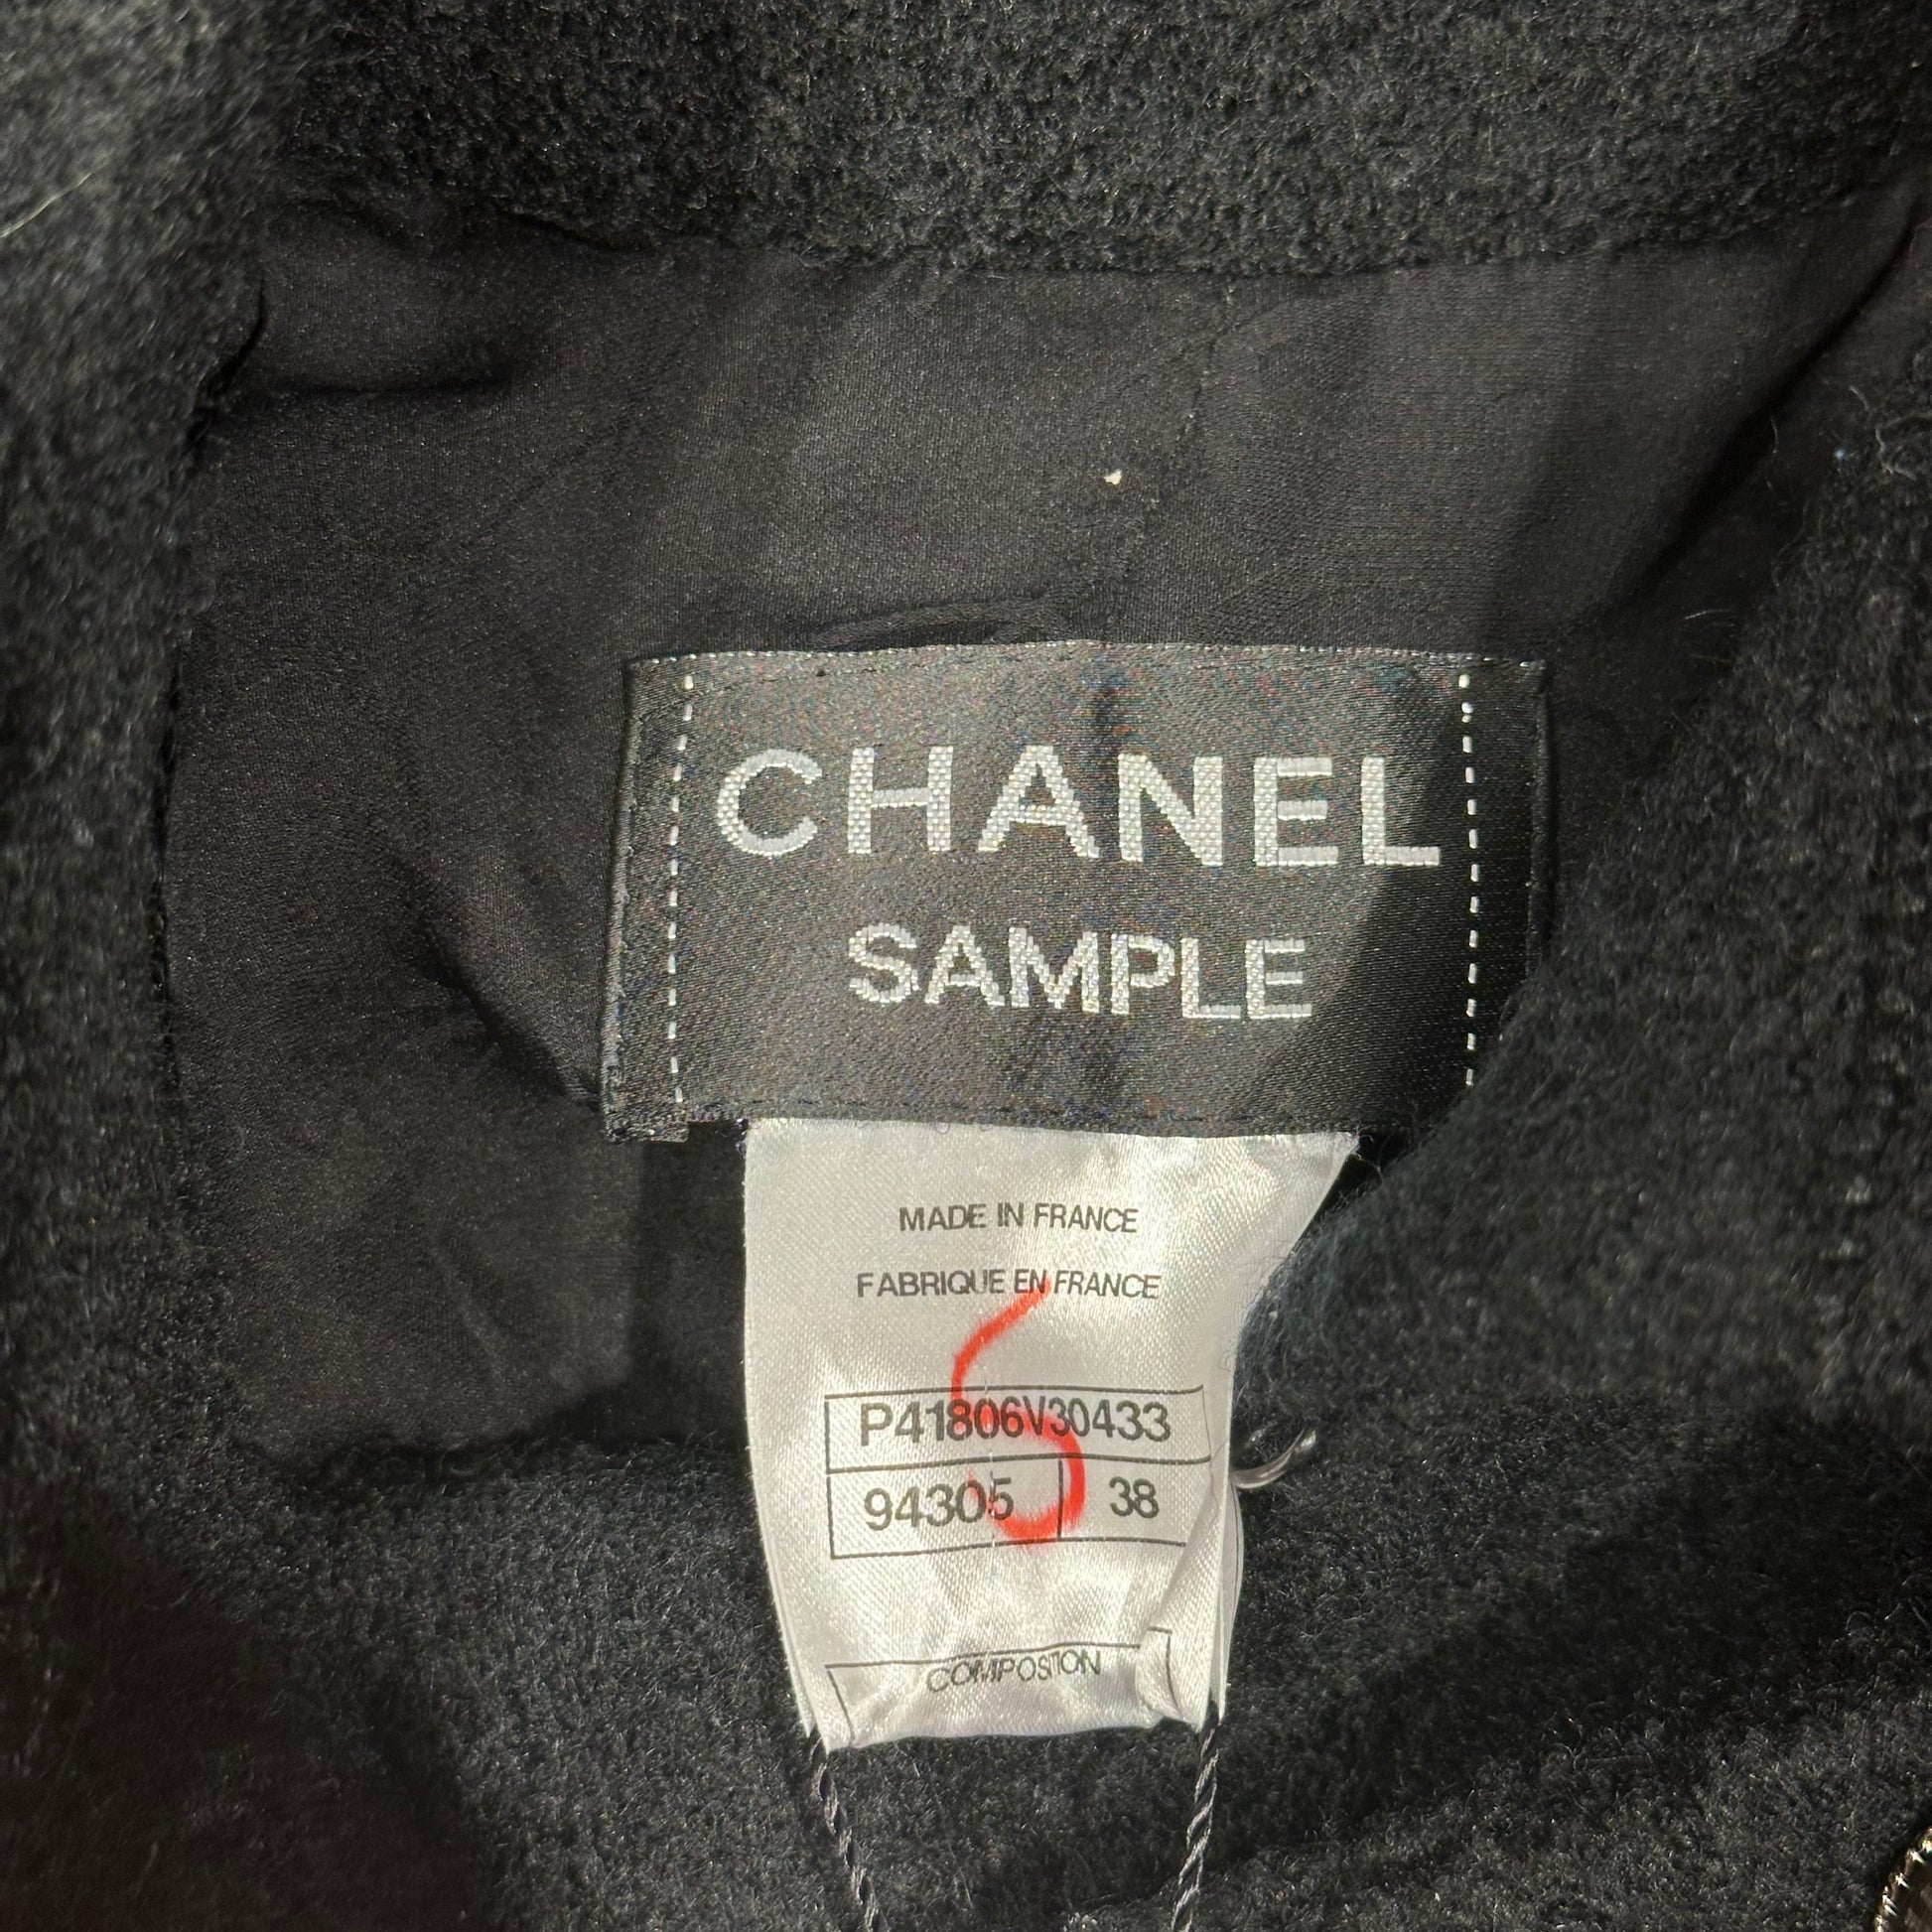 CHANEL
SAMPLE
MADE IN FRANCE
FABRIQUE EN FRANCE
P41806V30433
94305 38
COMPOSITION